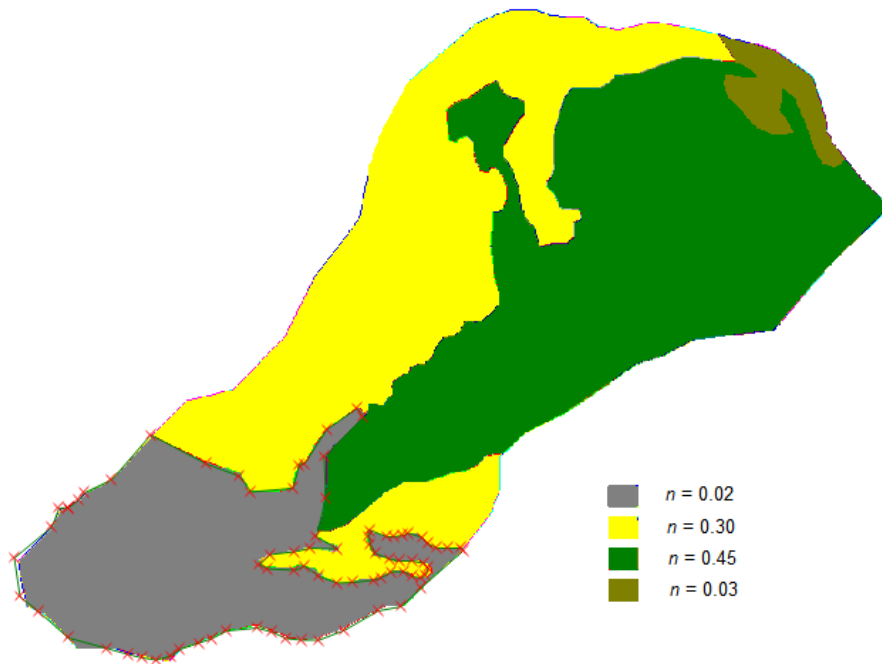 n = 0.02
n = 0.30
n = 0.45
n = 0.03